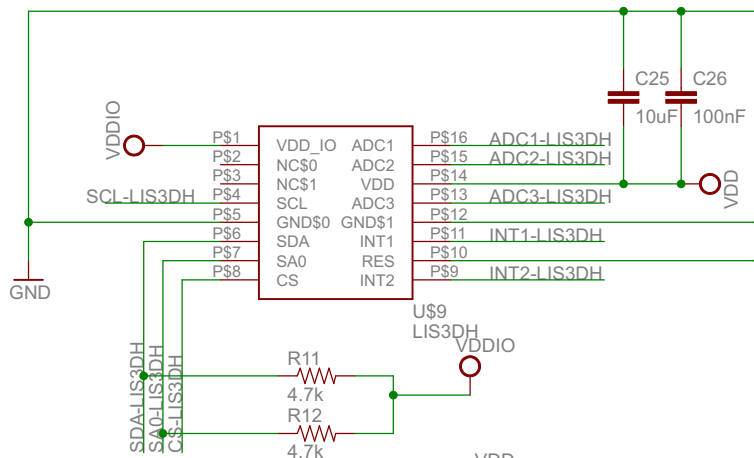 C25
C26
10uF
100nF
VDDIO
P$1
VDD_IO
ADC1
P$16
ADC1-LIS3DH
P$2
NC$0
ADC2
P$15
ADC2-LIS3DH
P$3
NC$1
VDD
P$14
VDD
SCL-LIS3DH
P$4
SCL
ADC3
P$13
ADC3-LIS3DH
P$5
GND$0
GND$1
P$12
P$6
SDA
INT1
P$11
INT1-LIS3DH
P$7
SA0
RES
P$10
P$8
CS
INT2
P$9
INT2-LIS3DH
GND
U$9
LIS3DH
VDDIO
SDA-LIS3DH
SA0-LIS3DH
CS-LIS3DH
R11
4.7k
R12
4.7k
VDD